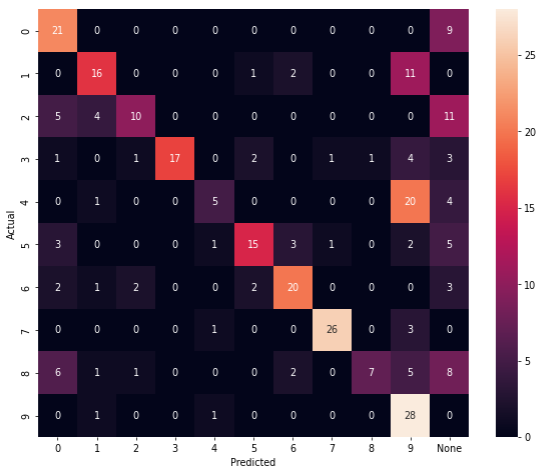 21 0 0 0 0 0 0 0 0 0 9
0 16 0 0 0 1 2 0 0 11 0
5 4 10 0 0 0 0 0 0 0 11
1 0 1 17 0 2 0 1 1 4 3
0 1 0 0 5 0 0 0 0 20 4
3 0 0 0 1 15 3 1 0 2 5
2 1 2 0 0 2 20 0 0 0 3
0 0 0 0 1 0 0 26 0 3 0
6 1 1 0 0 0 2 0 7 5 8
0 1 0 0 1 0 0 0 0 28 0
0 1 2 3 4 5 6 7 8 9
Actual
0 1 2 3 4 5 6 7 8 9 None
Predicted
25
20
15
10
5
0